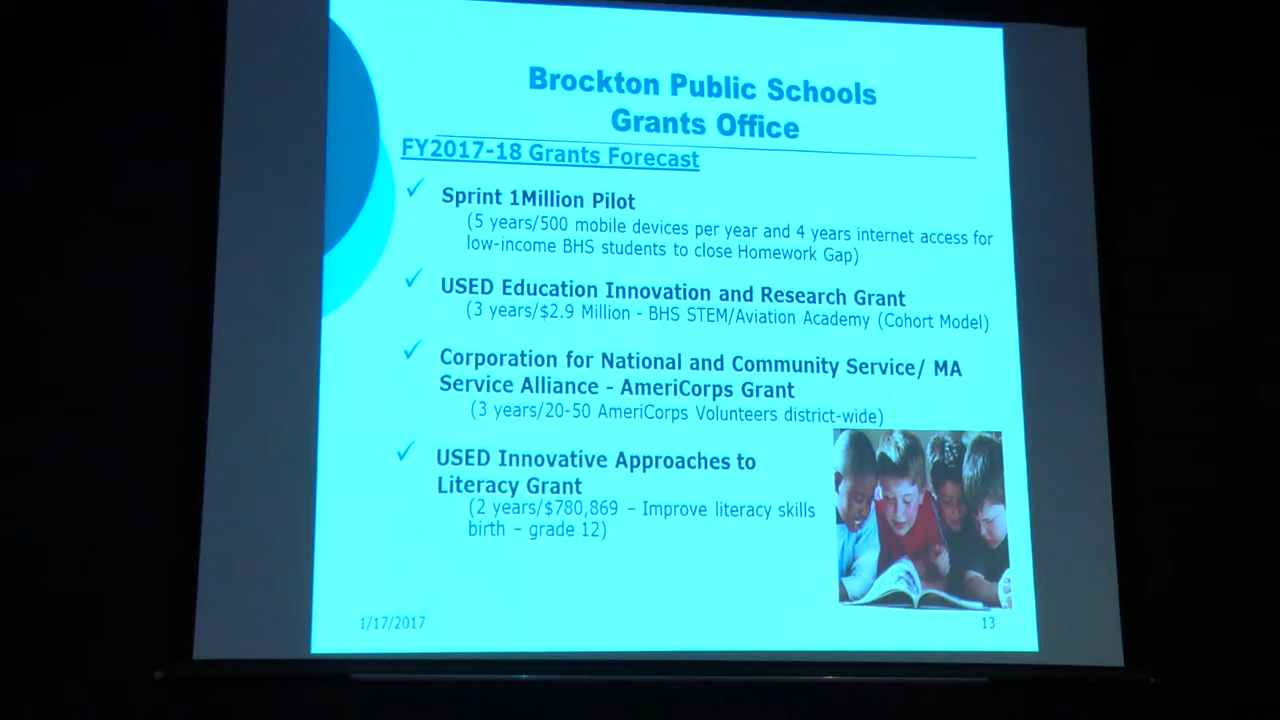 Brockton Public Schools
Grants Office
FY2017-18 Grants Forecast
✓ Sprint 1Million Pilot
(5 years/500 mobile devices per year and 4 years internet access for
low-income BHS students to close Homework Gap)
✓ USED Education Innovation and Research Grant
(3 years/$2.9 Million - BHS STEM/Aviation Academy (Cohort Model)
✓ Corporation for National and Community Service/ MA
Service Alliance - AmeriCorps Grant
(3 years/20-50 AmeriCorps Volunteers district-wide)
✓ USED Innovative Approaches to
Literacy Grant
(2 years/$780,869 – Improve literacy skills
birth – grade 12)
1/17/2017
13